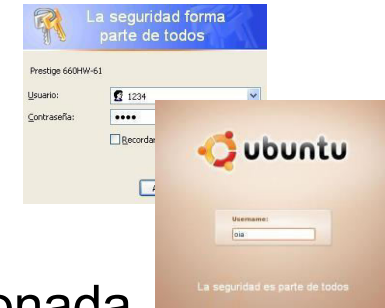 La seguridad forma
parte de todos
Prestige 660HW-61
Usuario:
1234
Contraseña:
••••
Recordar
ubuntu
Username:
oia
La seguridad es parte de todos
onada